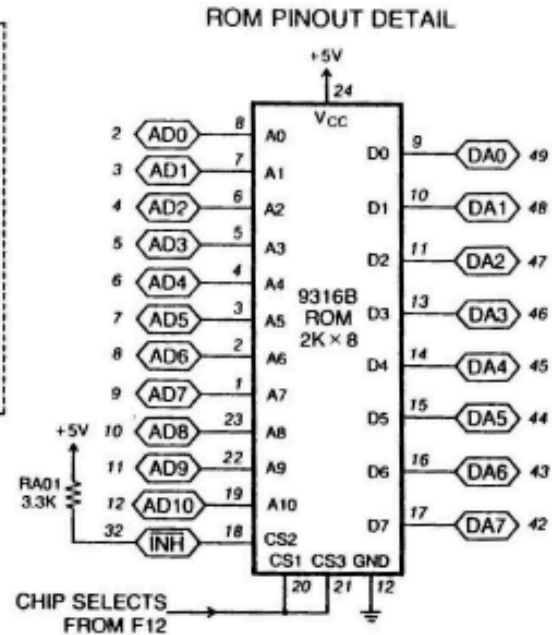 ROM PINOUT DETAIL
+5V
24
VCC
2 AD0 8 A0
3 AD1 7 A1
4 AD2 6 A2
5 AD3 5 A3
6 AD4 4 A4
7 AD5 3 A5
8 AD6 2 A6
9 AD7 1 A7
+5V 10 AD8 23 A8
11 AD9 22 A9
RA01
3.3K
12 AD10 19 A10
32 INH 18 CS2
9316B
ROM
2K × 8
D0 9 DA0 49
D1 10 DA1 48
D2 11 DA2 47
D3 13 DA3 46
D4 14 DA4 45
D5 15 DA5 44
D6 16 DA6 43
D7 17 DA7 42
CS1 CS3 GND
20 21 12
CHIP SELECTS
FROM F12